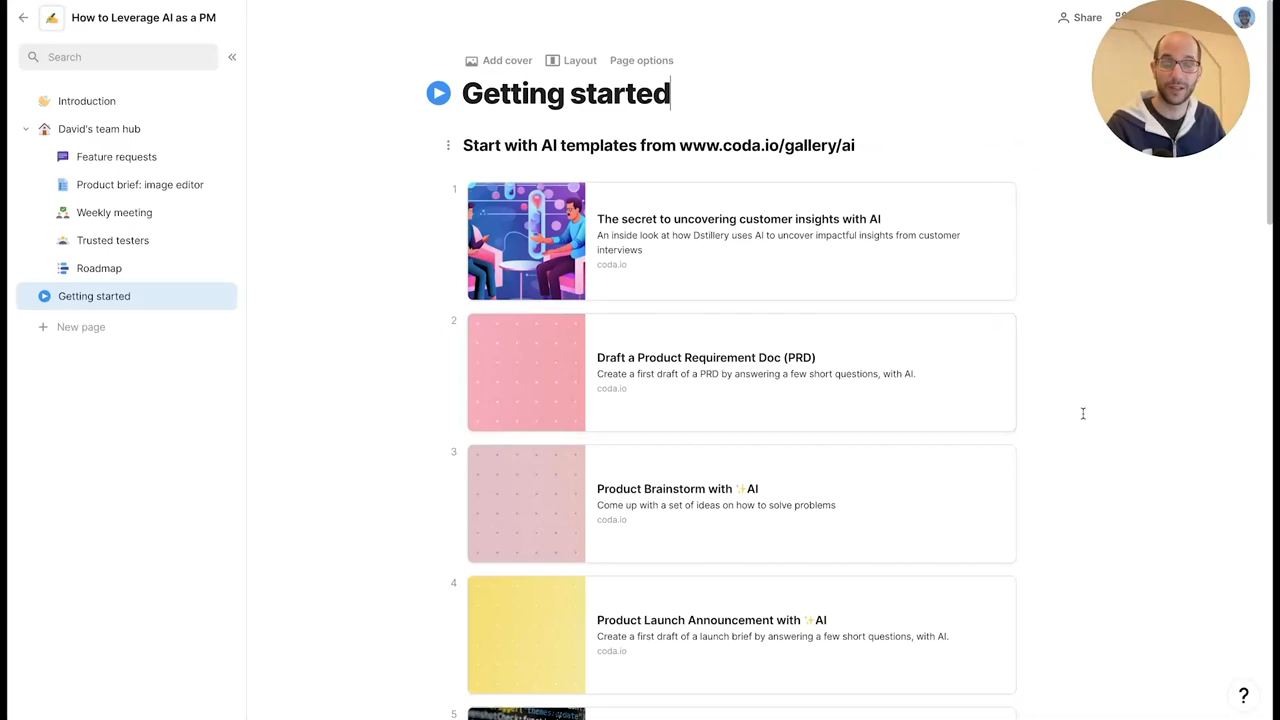 How to Leverage AI as a PM
Share
Search
Add cover
Layout
Page options
Introduction
David's team hub
Feature requests
Product brief: image editor
Weekly meeting
Trusted testers
Roadmap
Getting started
New page
Getting started
Start with AI templates from www.coda.io/gallery/ai
1
The secret to uncovering customer insights with AI
An inside look at how Dstillery uses AI to uncover impactful insights from customer
interviews
coda.io
2
Draft a Product Requirement Doc (PRD)
Create a first draft of a PRD by answering a few short questions, with AI.
coda.io
3
Product Brainstorm with ✨AI
Come up with a set of ideas on how to solve problems
coda.io
4
Product Launch Announcement with ✨AI
Create a first draft of a launch brief by answering a few short questions, with AI.
coda.io
5
?